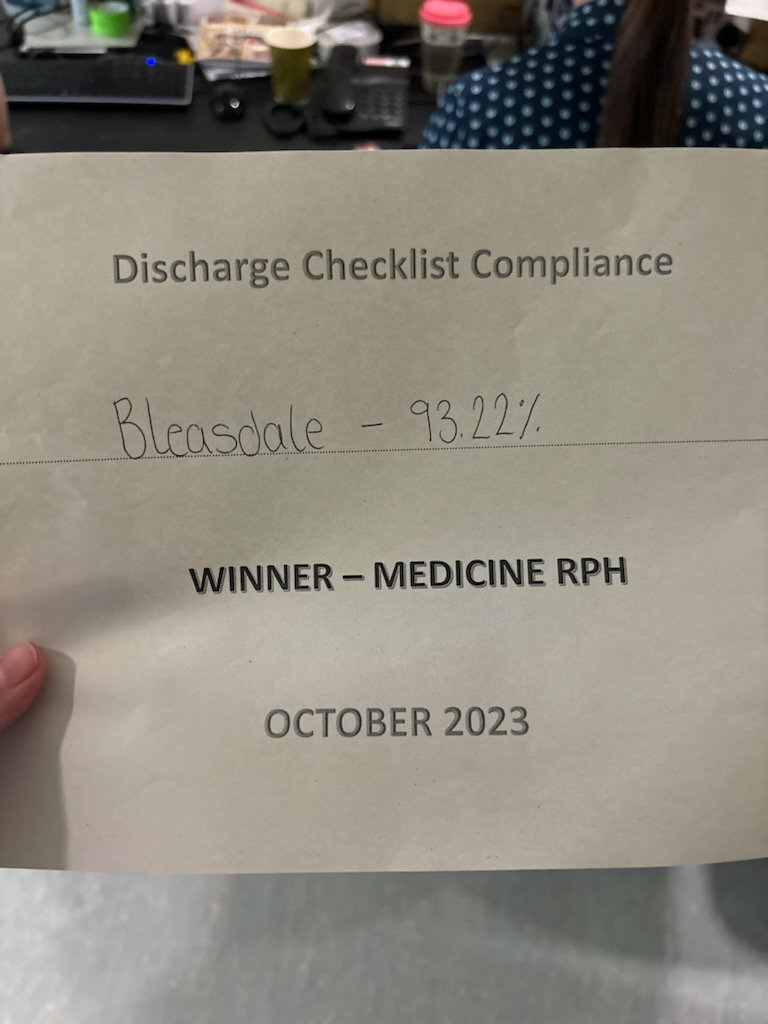 Discharge Checklist Compliance
Bleasdale - 93.22%
WINNER – MEDICINE RPH
OCTOBER 2023